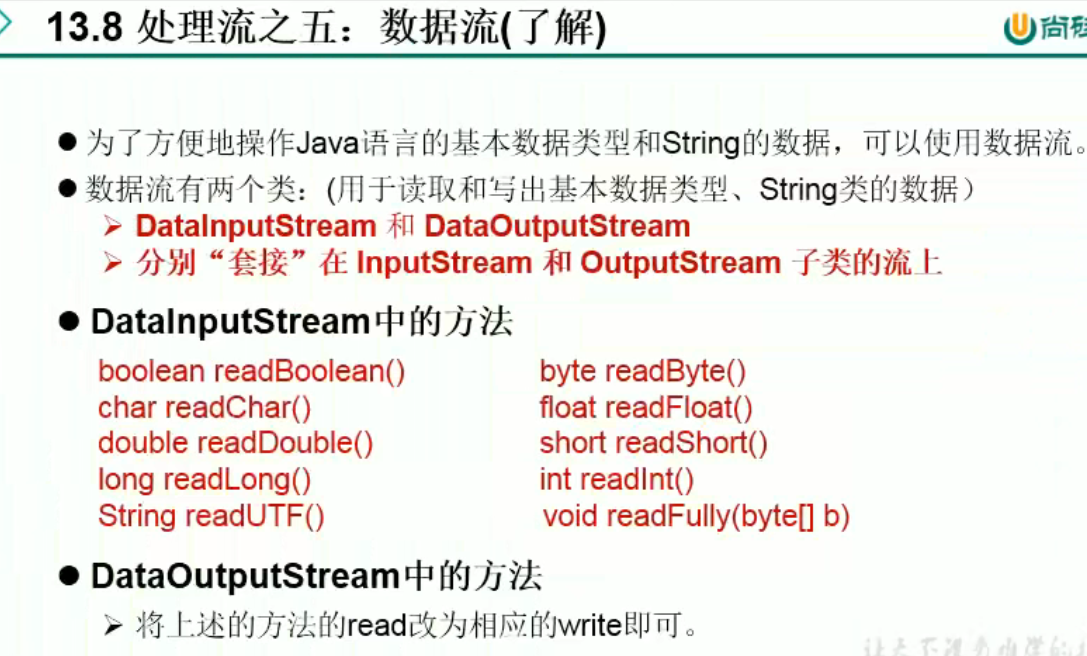 13.8 处理流之五：数据流(了解)
尚硅
● 为了方便地操作Java语言的基本数据类型和String的数据，可以使用数据流。
● 数据流有两个类：(用于读取和写出基本数据类型、String类的数据）
➢ DataInputStream 和 DataOutputStream
➢ 分别“套接”在 InputStream 和 OutputStream 子类的流上
● DataInputStream中的方法
boolean readBoolean() byte readByte()
char readChar() float readFloat()
double readDouble() short readShort()
long readLong() int readInt()
String readUTF() void readFully(byte[] b)
● DataOutputStream中的方法
➢ 将上述的方法的read改为相应的write即可。